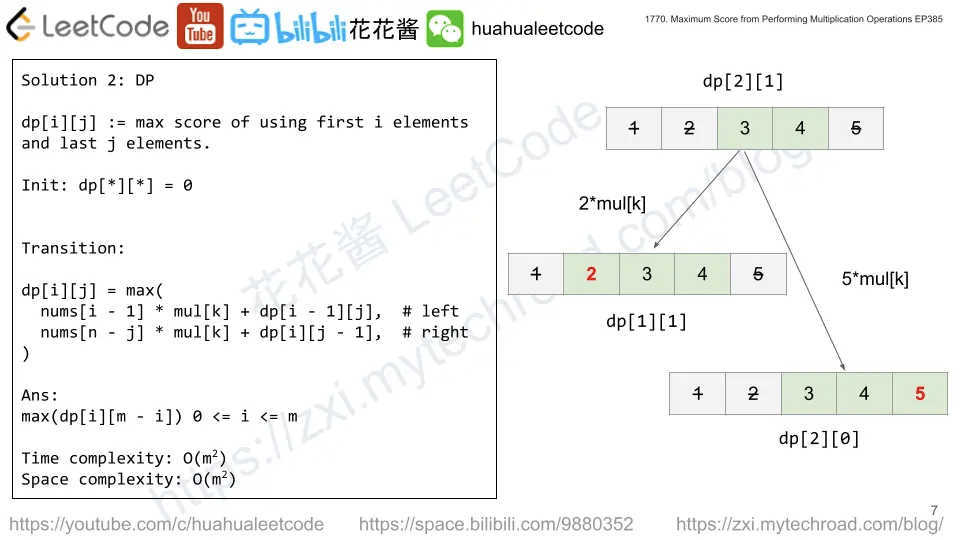 LeetCode
You
Tube
bilibili
花花酱
huahualeetcode
1770. Maximum Score from Performing Multiplication Operations EP385
Solution 2: DP
dp[i][j] := max score of using first i elements
and last j elements.
Init: dp[*][*] = 0
Transition:
dp[i][j] = max(
nums[i - 1] * mul[k] + dp[i - 1][j], # left
nums[n - j] * mul[k] + dp[i][j - 1], # right
)
Ans:
max(dp[i][m - i]) 0 <= i <= m
Time complexity: O(m²)
Space complexity: O(m²)
dp[2][1]
1 2 3 4 5
2*mul[k]
1 2 3 4 5
5*mul[k]
dp[1][1]
1 2 3 4 5
dp[2][0]
花花酱 LeetCode
https://zxi.mytechroad.com/blog/
7
https://youtube.com/c/huahualeetcode https://space.bilibili.com/9880352 https://zxi.mytechroad.com/blog/